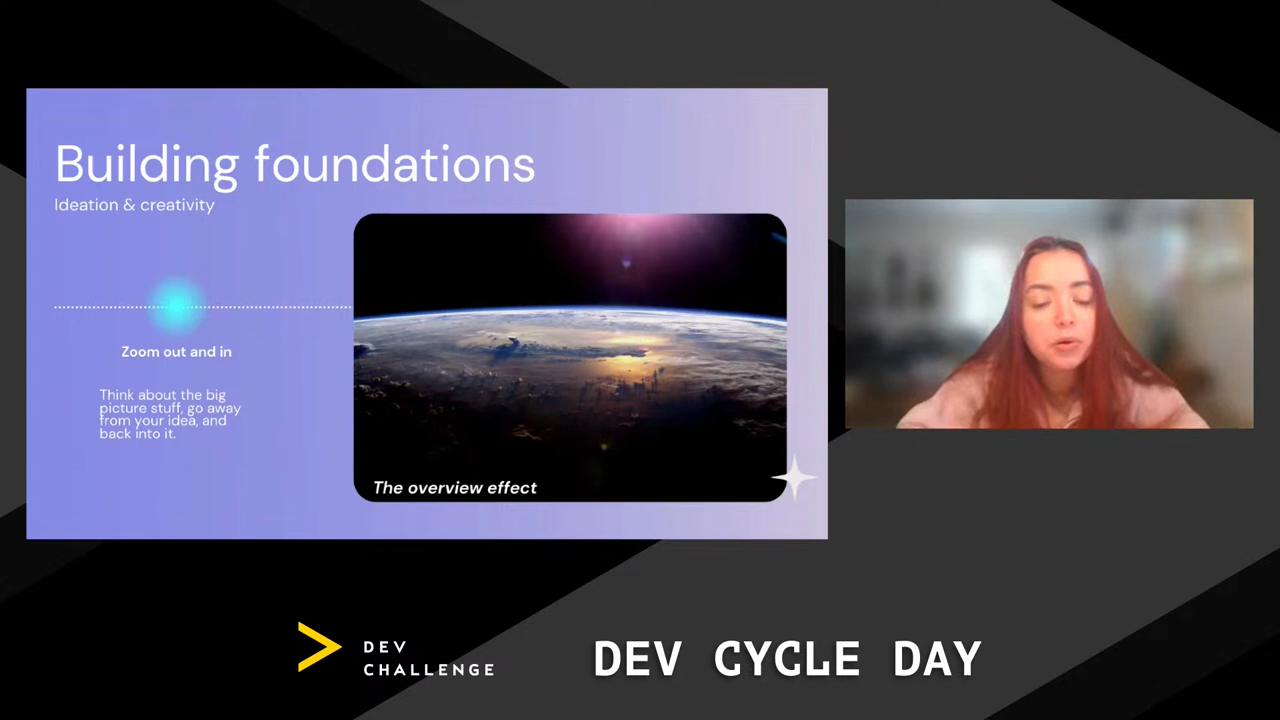 Building foundations
Ideation & creativity
Zoom out and in
Think about the big
picture stuff, go away
from your idea, and
back into it.
The overview effect
DEV
CHALLENGE
DEV CYCLE DAY